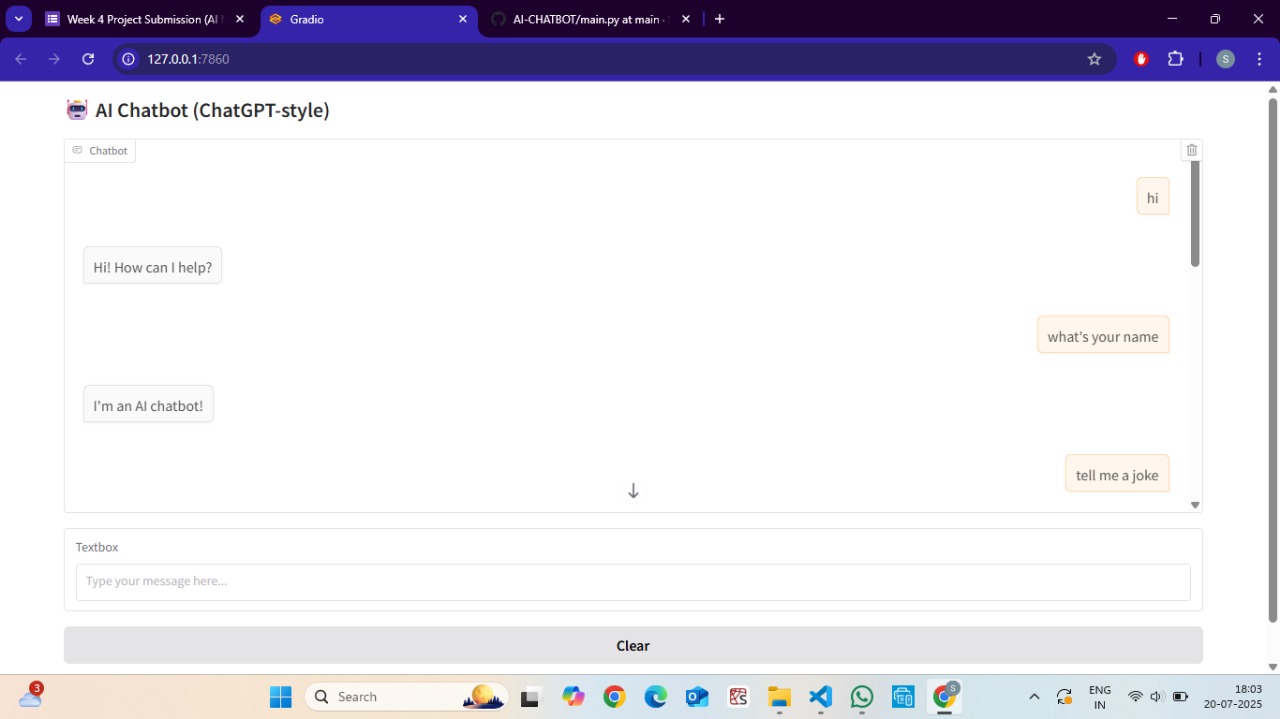 Week 4 Project Submission (AI
Gradio
AI-CHATBOT/main.py at main ·
127.0.0.1:7860
S
AI Chatbot (ChatGPT-style)
Chatbot
hi
Hi! How can I help?
what's your name
I'm an AI chatbot!
tell me a joke
Textbox
Type your message here...
Clear
3
Search
S
ENG
IN
18:03
20-07-2025